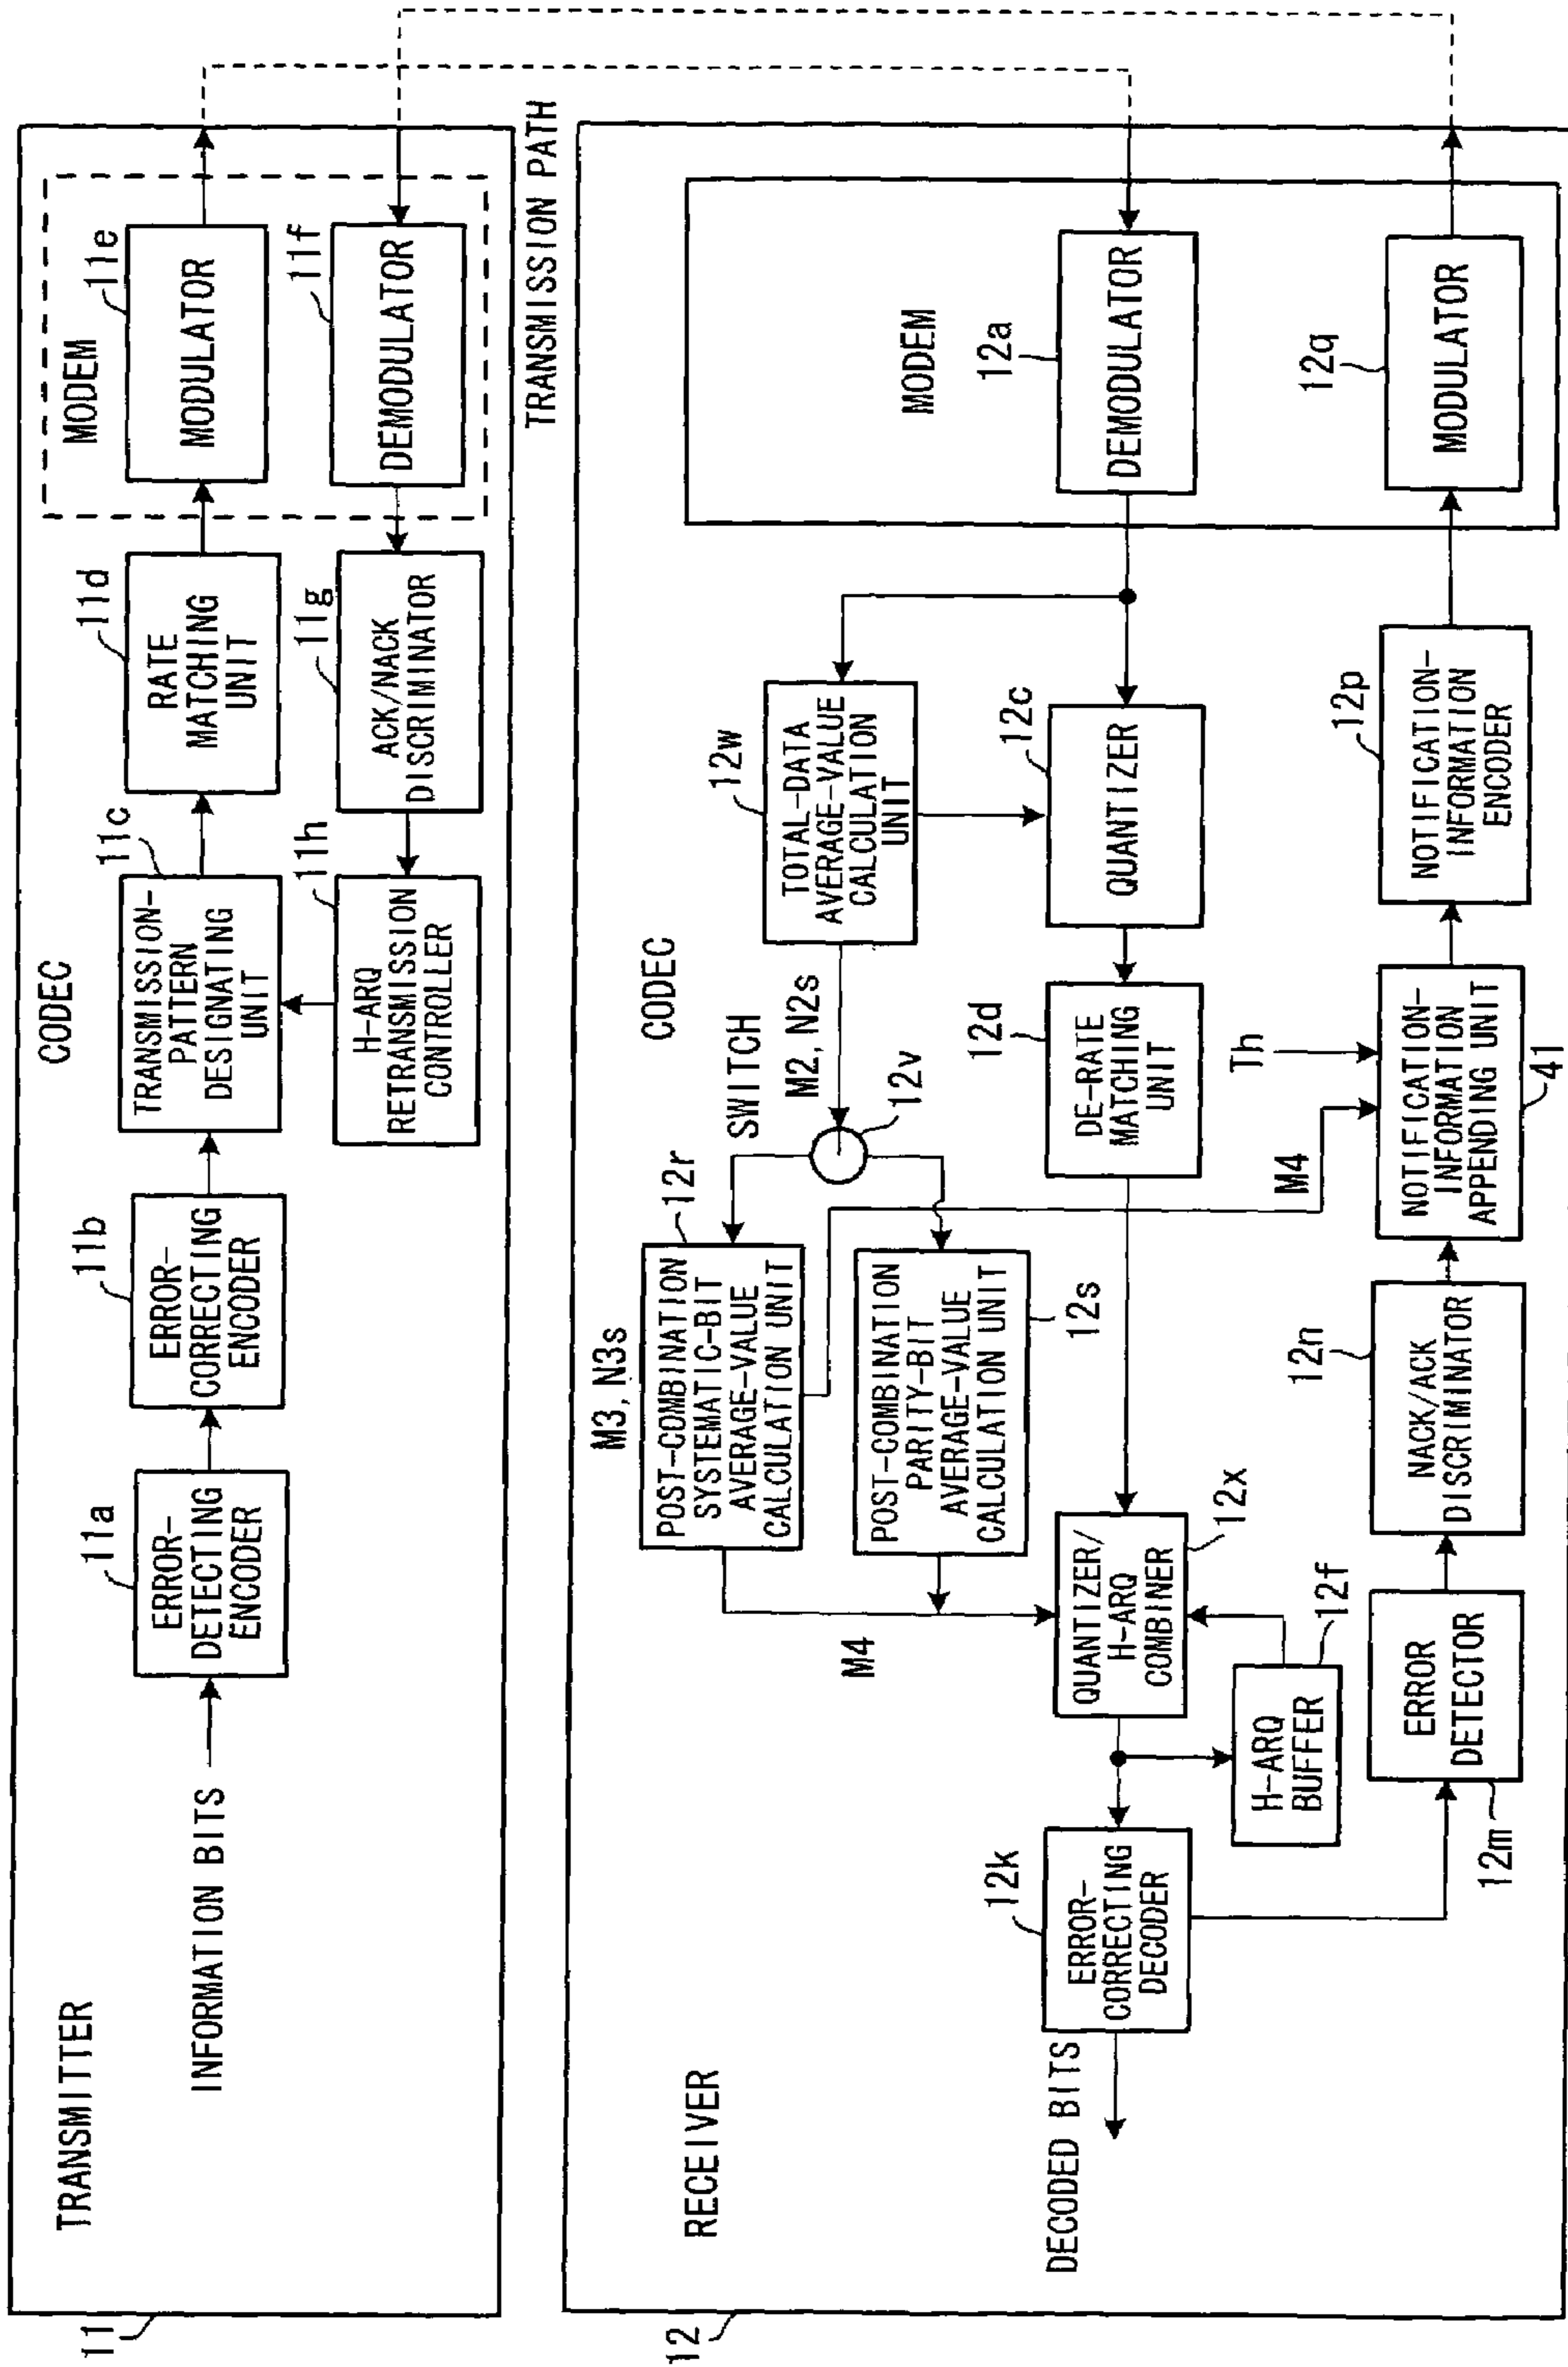 TRANSMITTER
11
CODEC
MODEM
INFORMATION BITS
11a
ERROR-
DETECTING
ENCODER
11b
ERROR-
CORRECTING
ENCODER
11c
TRANSMISSION-
PATTERN
DESIGNATING
UNIT
11d
RATE
MATCHING
UNIT
11e
MODULATOR
11f
DEMODULATOR
11g
ACK/NACK
DISCRIMINATOR
11h
H-ARQ
RETRANSMISSION
CONTROLLER
TRANSMISSION PATH
RECEIVER
12
CODEC
MODEM
12a
DEMODULATOR
12q
MODULATOR
12w
TOTAL-DATA
AVERAGE-VALUE
CALCULATION
UNIT
12c
QUANTIZER
12d
DE-RATE
MATCHING
UNIT
M2, N2s
SWITCH
12v
M3, N3s
12r
POST-COMBINATION
SYSTEMATIC-BIT
AVERAGE-VALUE
CALCULATION UNIT
12s
POST-COMBINATION
PARITY-BIT
AVERAGE-VALUE
CALCULATION UNIT
M4
12x
QUANTIZER/
H-ARQ
COMBINER
12f
H-ARQ
BUFFER
12k
ERROR-
CORRECTING
DECODER
DECODED BITS
12m
ERROR
DETECTOR
12n
NACK/ACK
DISCRIMINATOR
M4
Th
41
NOTIFICATION-
INFORMATION
APPENDING UNIT
12p
NOTIFICATION-
INFORMATION
ENCODER